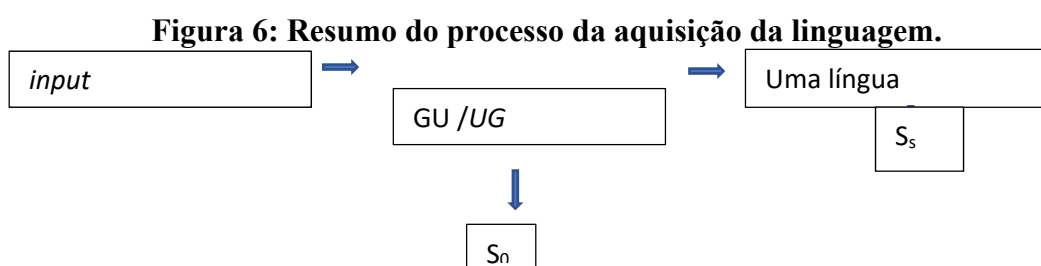 Figura 6: Resumo do processo da aquisição da linguagem.
input
Uma língua
GU /UG
Sₛ
S₀